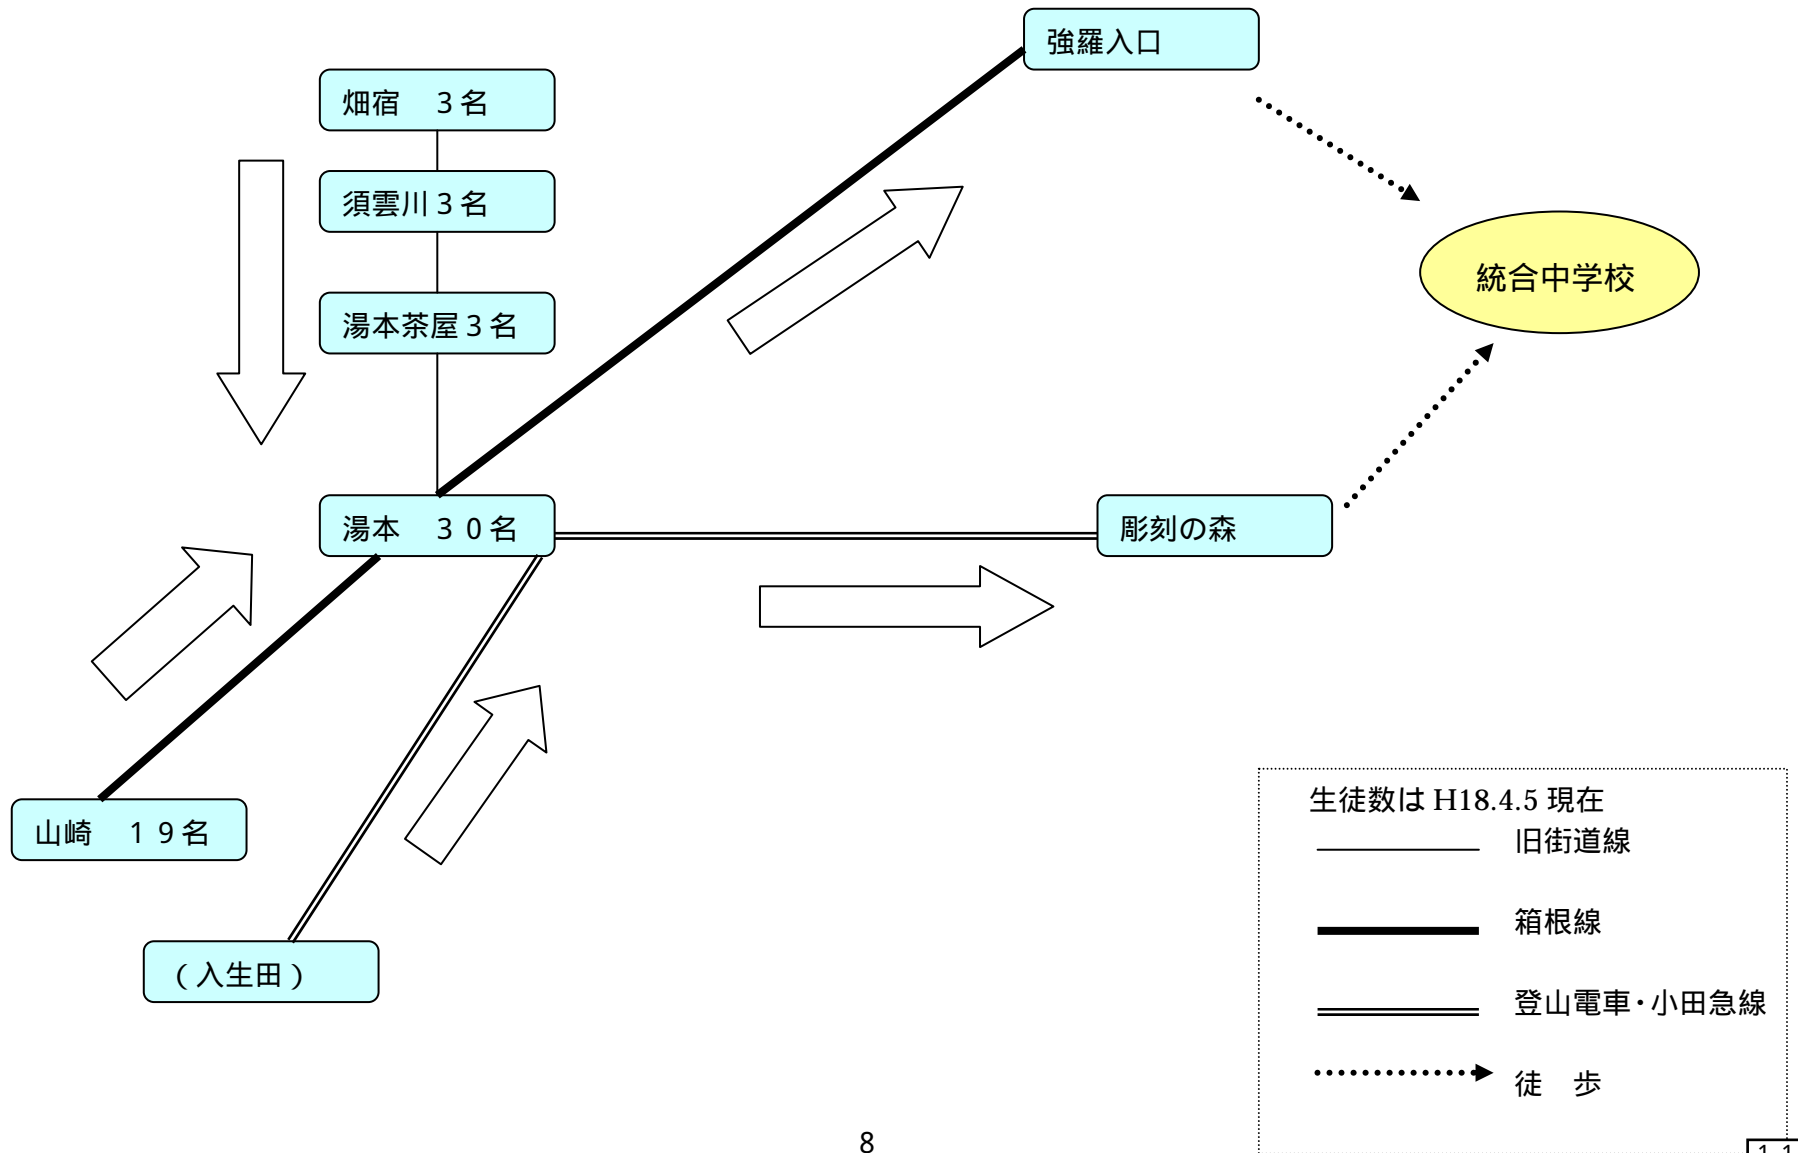 強羅入口
畑宿　３名
須雲川３名
湯本茶屋３名
統合中学校
湯本　３０名
彫刻の森
山崎　１９名
（入生田）
生徒数は H18.4.5 現在
旧街道線
箱根線
登山電車・小田急線
徒　歩
8